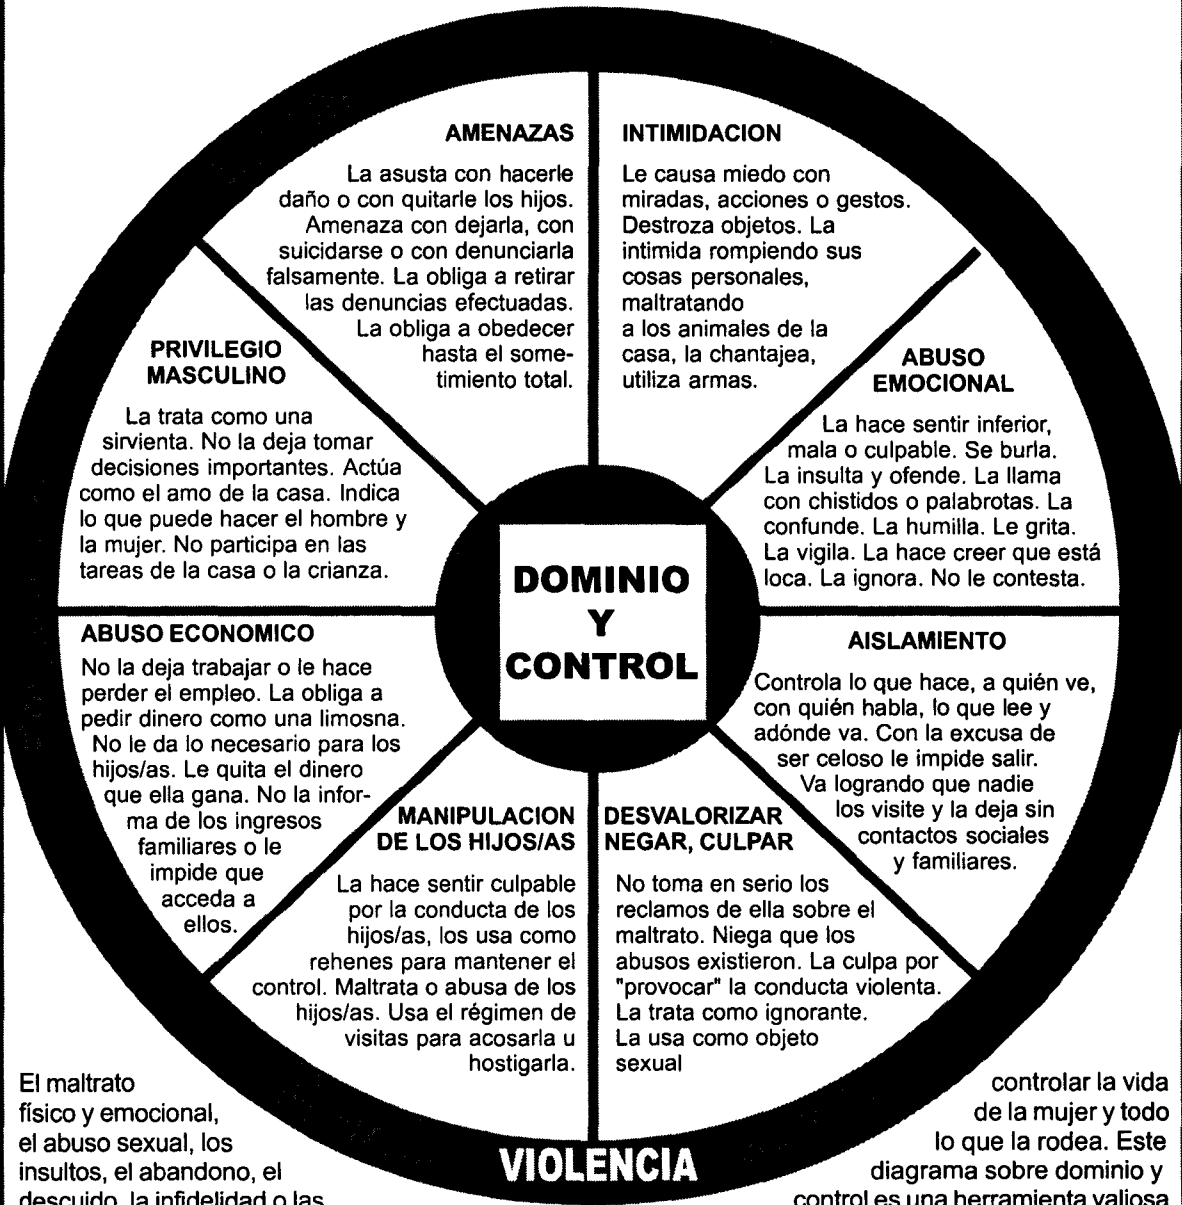 AMENAZAS
La asusta con hacerle
daño o con quitarle los hijos.
Amenaza con dejarla, con
suicidarse o con denunciarla
falsamente. La obliga a retirar
las denuncias efectuadas.
La obliga a obedecer
hasta el some-
timiento total.
INTIMIDACION
Le causa miedo con
miradas, acciones o gestos.
Destroza objetos. La
intimida rompiendo sus
cosas personales,
maltratando
a los animales de la
casa, la chantajea,
utiliza armas.
PRIVILEGIO
MASCULINO
La trata como una
sirvienta. No la deja tomar
decisiones importantes. Actúa
como el amo de la casa. Indica
lo que puede hacer el hombre y
la mujer. No participa en las
tareas de la casa o la crianza.
ABUSO
EMOCIONAL
La hace sentir inferior,
mala o culpable. Se burla.
La insulta y ofende. La llama
con chistidos o palabrotas. La
confunde. La humilla. Le grita.
La vigila. La hace creer que está
loca. La ignora. No le contesta.
DOMINIO
Y
CONTROL
ABUSO ECONOMICO
No la deja trabajar o le hace
perder el empleo. La obliga a
pedir dinero como una limosna.
No le da lo necesario para los
hijos/as. Le quita el dinero
que ella gana. No la infor-
ma de los ingresos
familiares o le
impide que
acceda a
ellos.
AISLAMIENTO
Controla lo que hace, a quién ve,
con quién habla, lo que lee y
adónde va. Con la excusa de
ser celoso le impide salir.
Va logrando que nadie
los visite y la deja sin
contactos sociales
y familiares.
MANIPULACION
DE LOS HIJOS/AS
La hace sentir culpable
por la conducta de los
hijos/as, los usa como
rehenes para mantener el
control. Maltrata o abusa de los
hijos/as. Usa el régimen de
visitas para acosarla u
hostigarla.
DESVALORIZAR
NEGAR, CULPAR
No toma en serio los
reclamos de ella sobre el
maltrato. Niega que los
abusos existieron. La culpa por
"provocar" la conducta violenta.
La trata como ignorante.
La usa como objeto
sexual
VIOLENCIA
El maltrato
físico y emocional,
el abuso sexual, los
insultos, el abandono, el
descuido, la infidelidad o las
controlar la vida
de la mujer y todo
lo que la rodea. Este
diagrama sobre dominio y
control es una herramienta valiosa